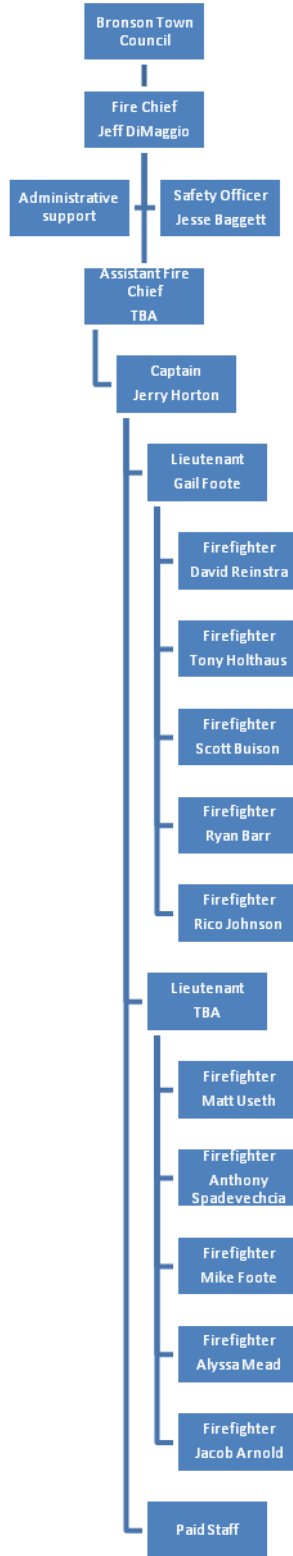 Bronson Town
Council
Fire Chief
Jeff DiMaggio
Administrative
support
Safety Officer
Jesse Baggett
Assistant Fire
Chief
TBA
Captain
Jerry Horton
Lieutenant
Gail Foote
Firefighter
David Reinstra
Firefighter
Tony Holthaus
Firefighter
Scott Buison
Firefighter
Ryan Barr
Firefighter
Rico Johnson
Lieutenant
TBA
Firefighter
Matt Useth
Firefighter
Anthony
Spadevechcia
Firefighter
Mike Foote
Firefighter
Alyssa Mead
Firefighter
Jacob Arnold
Paid Staff